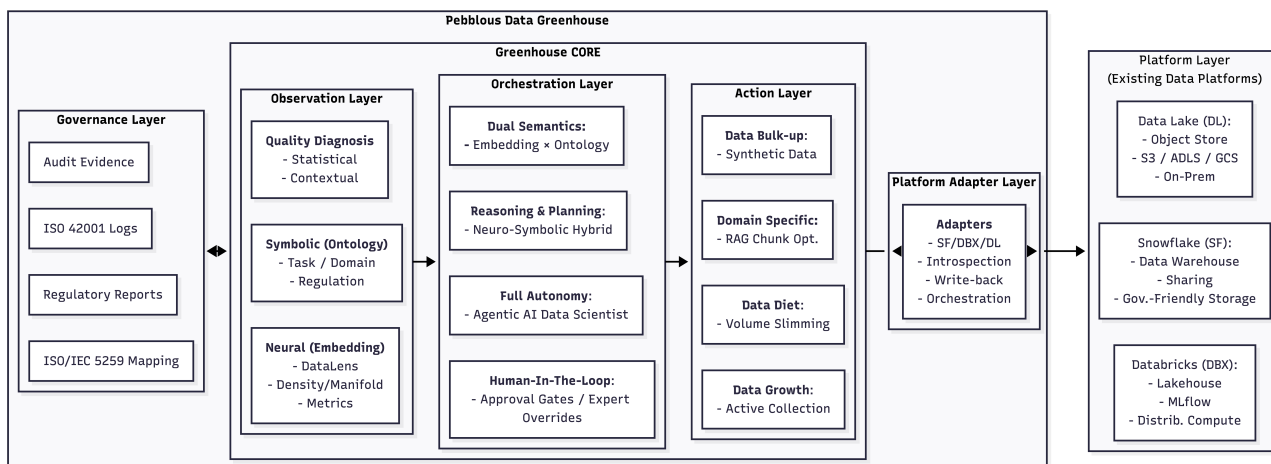 Pebblous Data Greenhouse
Governance Layer
Audit Evidence
ISO 42001 Logs
Regulatory Reports
ISO/IEC 5259 Mapping
Greenhouse CORE
Observation Layer
Quality Diagnosis
- Statistical
- Contextual
Symbolic (Ontology)
- Task / Domain
- Regulation
Neural (Embedding)
- DataLens
- Density/Manifold
- Metrics
Orchestration Layer
Dual Semantics:
- Embedding × Ontology
Reasoning & Planning:
- Neuro-Symbolic Hybrid
Full Autonomy:
- Agentic AI Data Scientist
Human-In-The-Loop:
- Approval Gates / Expert
Overrides
Action Layer
Data Bulk-up:
- Synthetic Data
Domain Specific:
- RAG Chunk Opt.
Data Diet:
- Volume Slimming
Data Growth:
- Active Collection
Platform Adapter Layer
Adapters
- SF/DBX/DL
- Introspection
- Write-back
- Orchestration
Platform Layer
(Existing Data Platforms)
Data Lake (DL):
- Object Store
- S3 / ADLS / GCS
- On-Prem
Snowflake (SF):
- Data Warehouse
- Sharing
- Gov.-Friendly Storage
Databricks (DBX):
- Lakehouse
- MLflow
- Distrib. Compute